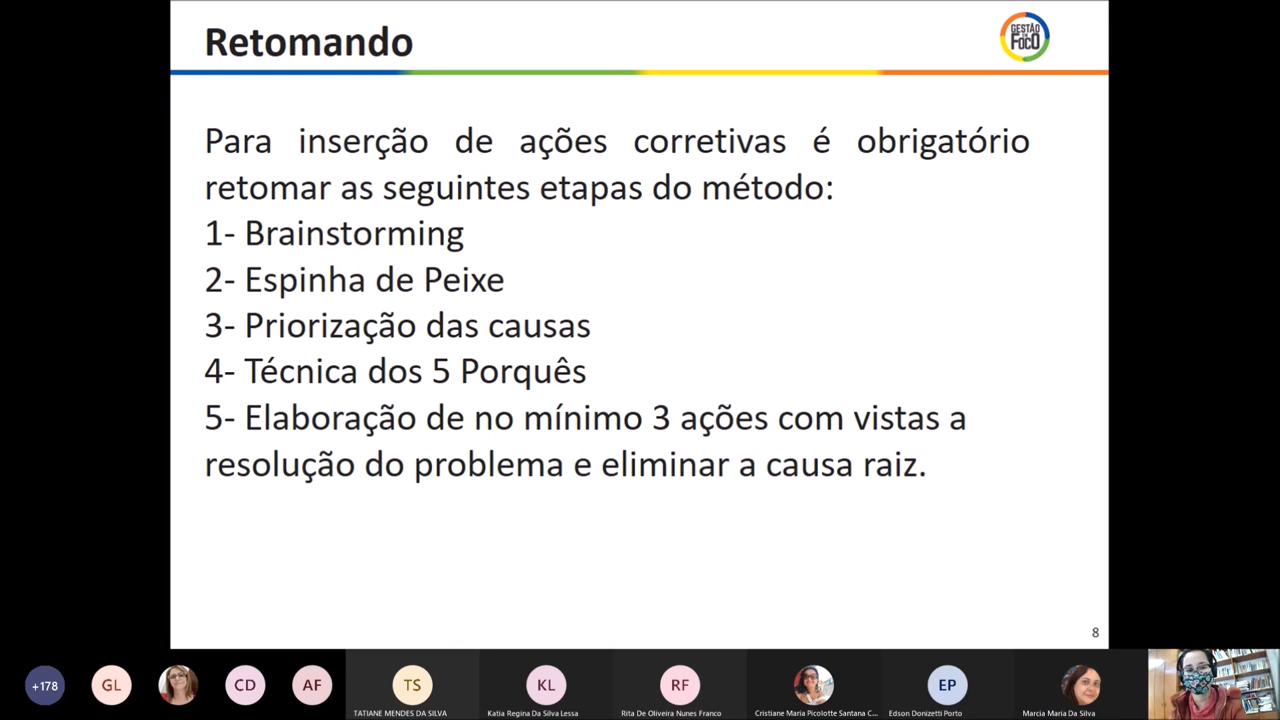 Retomando
GESTÃO
EM
FOCO
Para inserção de ações corretivas é obrigatório
retomar as seguintes etapas do método:
1- Brainstorming
2- Espinha de Peixe
3- Priorização das causas
4- Técnica dos 5 Porquês
5- Elaboração de no mínimo 3 ações com vistas a
resolução do problema e eliminar a causa raiz.
8
+178
GL
CD
AF
TS
KL
RF
EP
TATIANE MENDES DA SILVA
Katia Regina Da Silva Lessa
Rita De Oliveira Nunes Franco
Cristiane Maria Picolotte Santana C...
Edson Donizetti Porto
Marcia Maria Da Silva